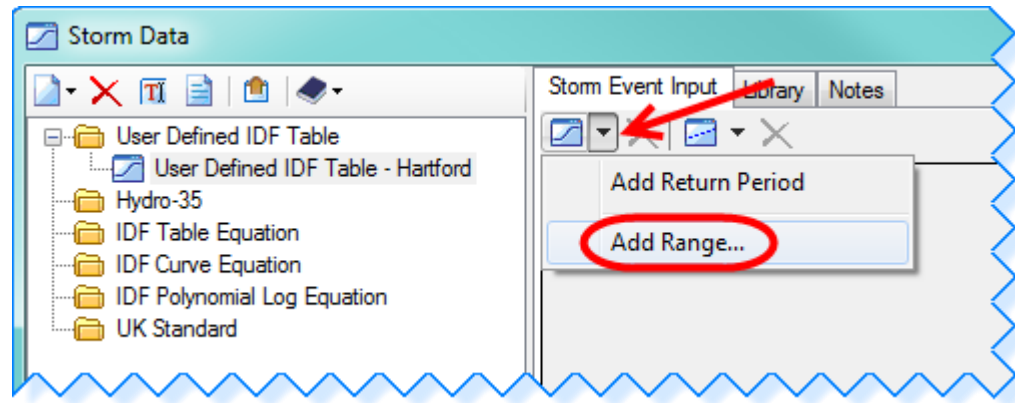 Storm Data
Storm Event Input Library Notes
User Defined IDF Table
User Defined IDF Table - Hartford
Hydro-35
IDF Table Equation
IDF Curve Equation
IDF Polynomial Log Equation
UK Standard
Add Return Period
Add Range...